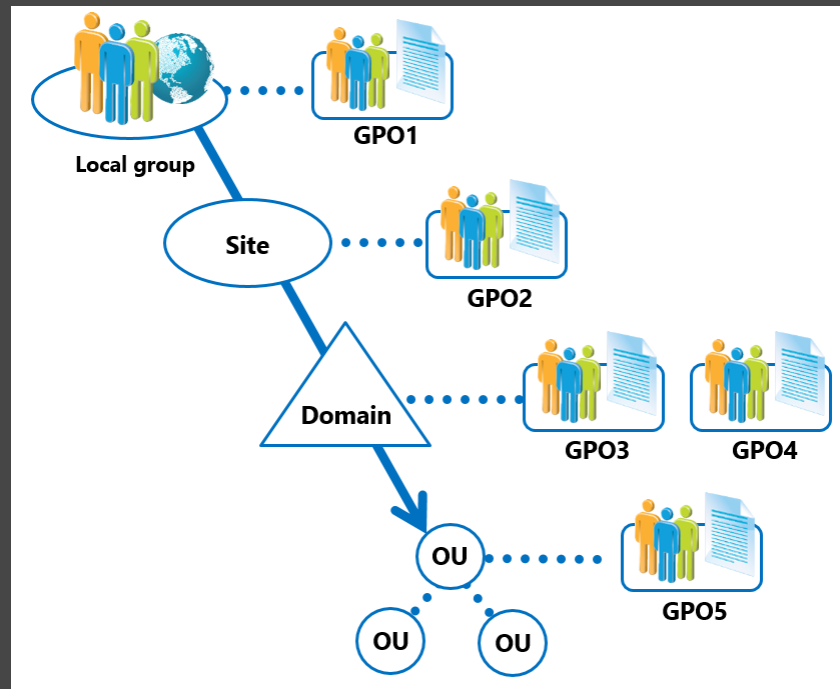 GPO1
Local group
Site
GPO2
Domain
GPO3
GPO4
OU
GPO5
OU
OU